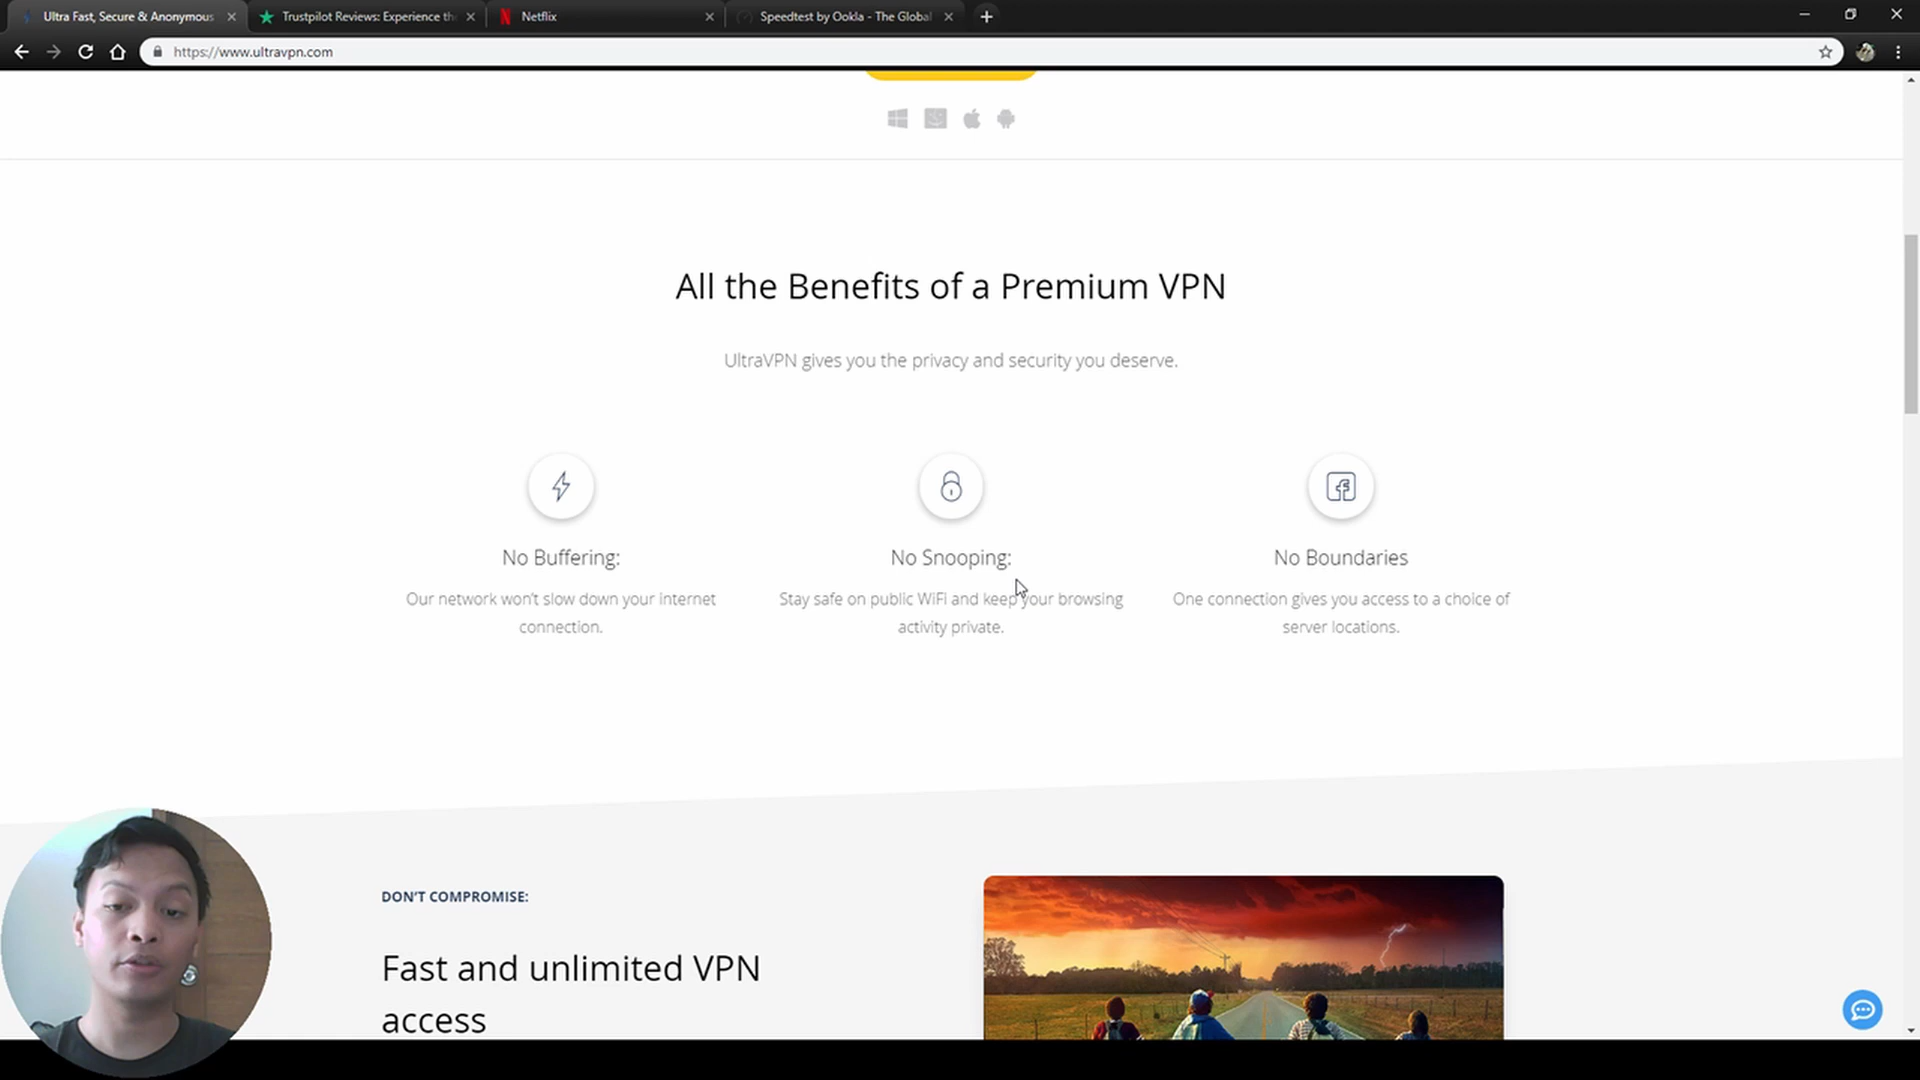 Ultra Fast, Secure & Anonymous
Trustpilot Reviews: Experience th
Netflix
Speedtest by Ookla - The Global
https://www.ultravpn.com
All the Benefits of a Premium VPN
UltraVPN gives you the privacy and security you deserve.
No Buffering:
Our network won't slow down your internet
connection.
No Snooping:
Stay safe on public WiFi and keep your browsing
activity private.
No Boundaries
One connection gives you access to a choice of
server locations.
DON'T COMPROMISE:
Fast and unlimited VPN
access